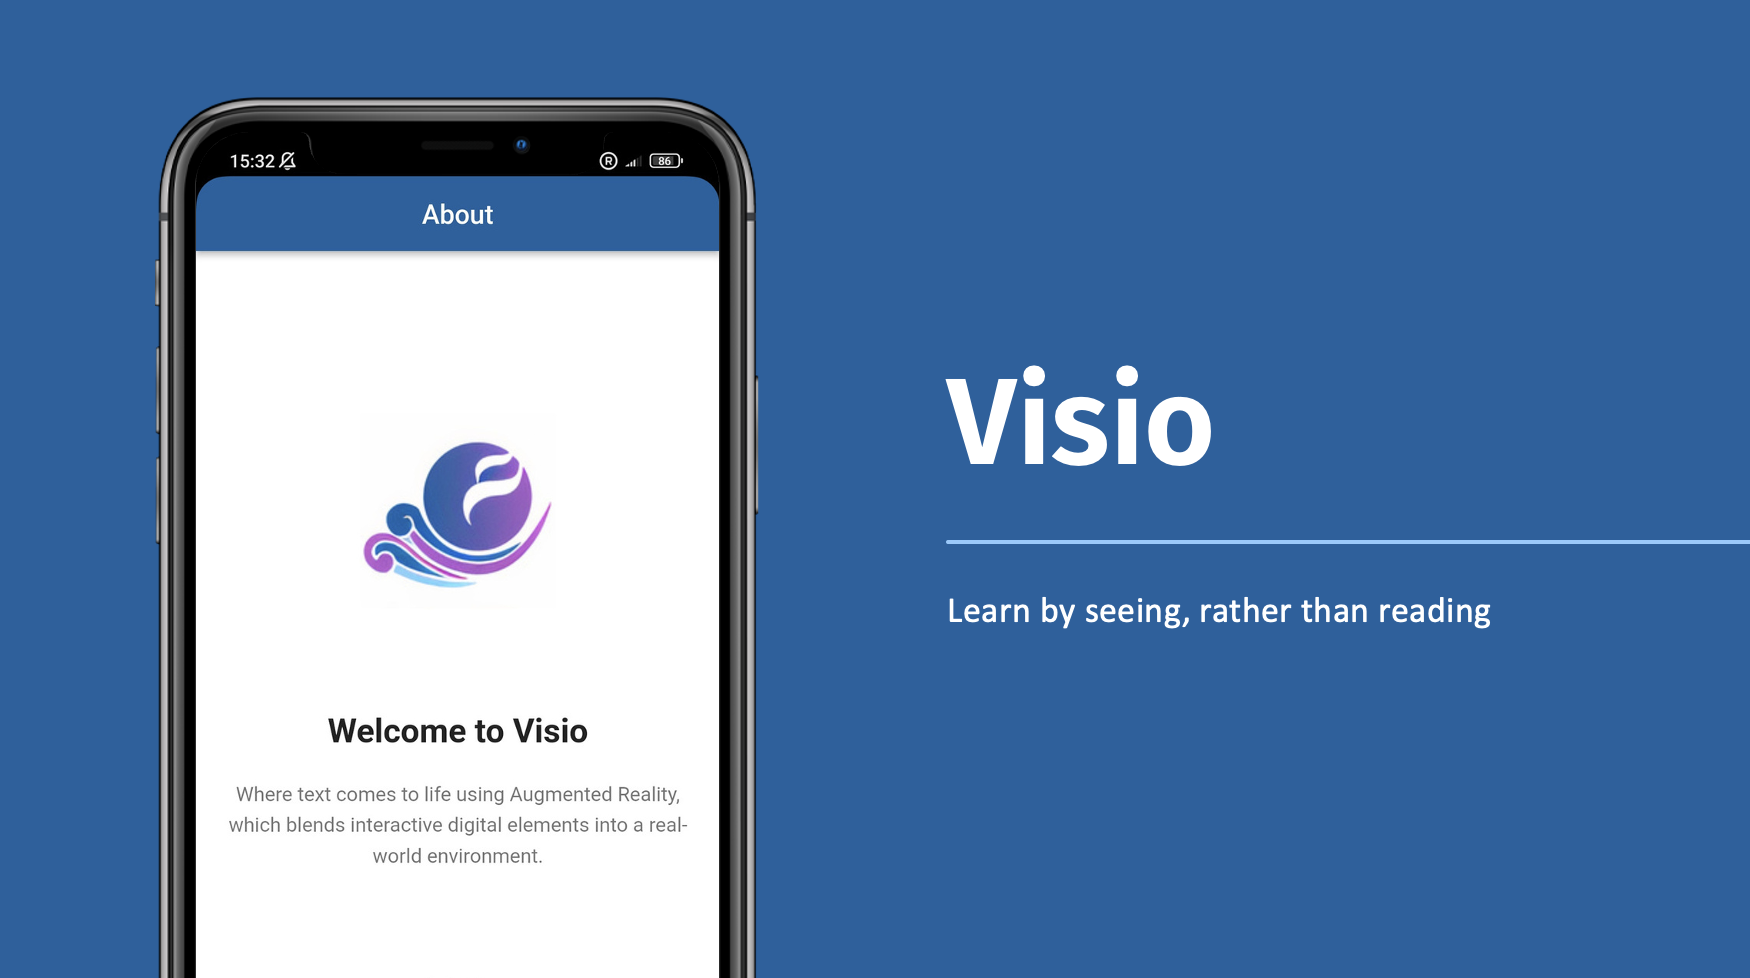 15:32
R
86
About
Welcome to Visio
Where text comes to life using Augmented Reality,
which blends interactive digital elements into a real-
world environment.
Visio
Learn by seeing, rather than reading